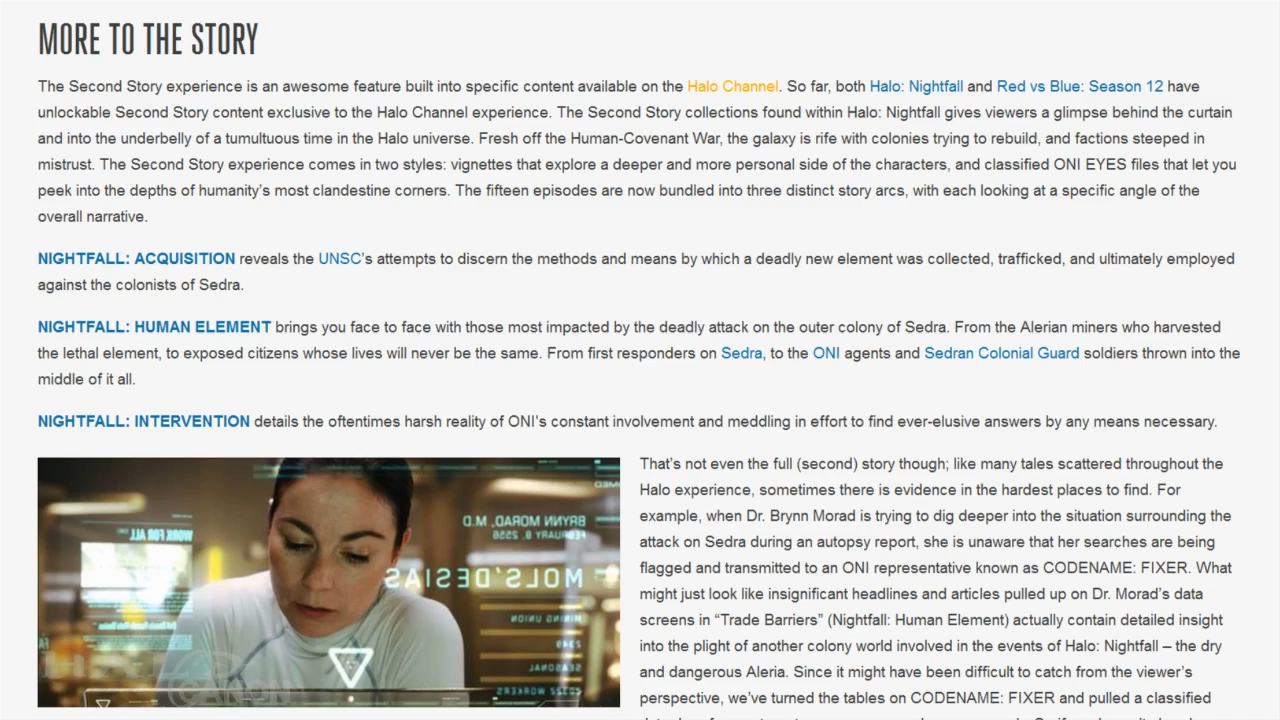 MORE TO THE STORY
The Second Story experience is an awesome feature built into specific content available on the Halo Channel. So far, both Halo: Nightfall and Red vs Blue: Season 12 have
unlockable Second Story content exclusive to the Halo Channel experience. The Second Story collections found within Halo: Nightfall gives viewers a glimpse behind the curtain
and into the underbelly of a tumultuous time in the Halo universe. Fresh off the Human-Covenant War, the galaxy is rife with colonies trying to rebuild, and factions steeped in
mistrust. The Second Story experience comes in two styles: vignettes that explore a deeper and more personal side of the characters, and classified ONI EYES files that let you
peek into the depths of humanity’s most clandestine corners. The fifteen episodes are now bundled into three distinct story arcs, with each looking at a specific angle of the
overall narrative.
NIGHTFALL: ACQUISITION reveals the UNSC’s attempts to discern the methods and means by which a deadly new element was collected, trafficked, and ultimately employed
against the colonists of Sedra.
NIGHTFALL: HUMAN ELEMENT brings you face to face with those most impacted by the deadly attack on the outer colony of Sedra. From the Alerian miners who harvested
the lethal element, to exposed citizens whose lives will never be the same. From first responders on Sedra, to the ONI agents and Sedran Colonial Guard soldiers thrown into the
middle of it all.
NIGHTFALL: INTERVENTION details the oftentimes harsh reality of ONI's constant involvement and meddling in effort to find ever-elusive answers by any means necessary.
That’s not even the full (second) story though; like many tales scattered throughout the
Halo experience, sometimes there is evidence in the hardest places to find. For
example, when Dr. Brynn Morad is trying to dig deeper into the situation surrounding the
attack on Sedra during an autopsy report, she is unaware that her searches are being
flagged and transmitted to an ONI representative known as CODENAME: FIXER. What
might just look like insignificant headlines and articles pulled up on Dr. Morad’s data
screens in “Trade Barriers” (Nightfall: Human Element) actually contain detailed insight
into the plight of another colony world involved in the events of Halo: Nightfall – the dry
and dangerous Aleria. Since it might have been difficult to catch from the viewer’s
perspective, we’ve turned the tables on CODENAME: FIXER and pulled a classified
BRYNN MORAD, M.D.
FEBRUARY 8, 2556
WORK FOR ALL
MOLS'DESIAS
MINING UNION
2349
SEASONAL
20322 WORKERS